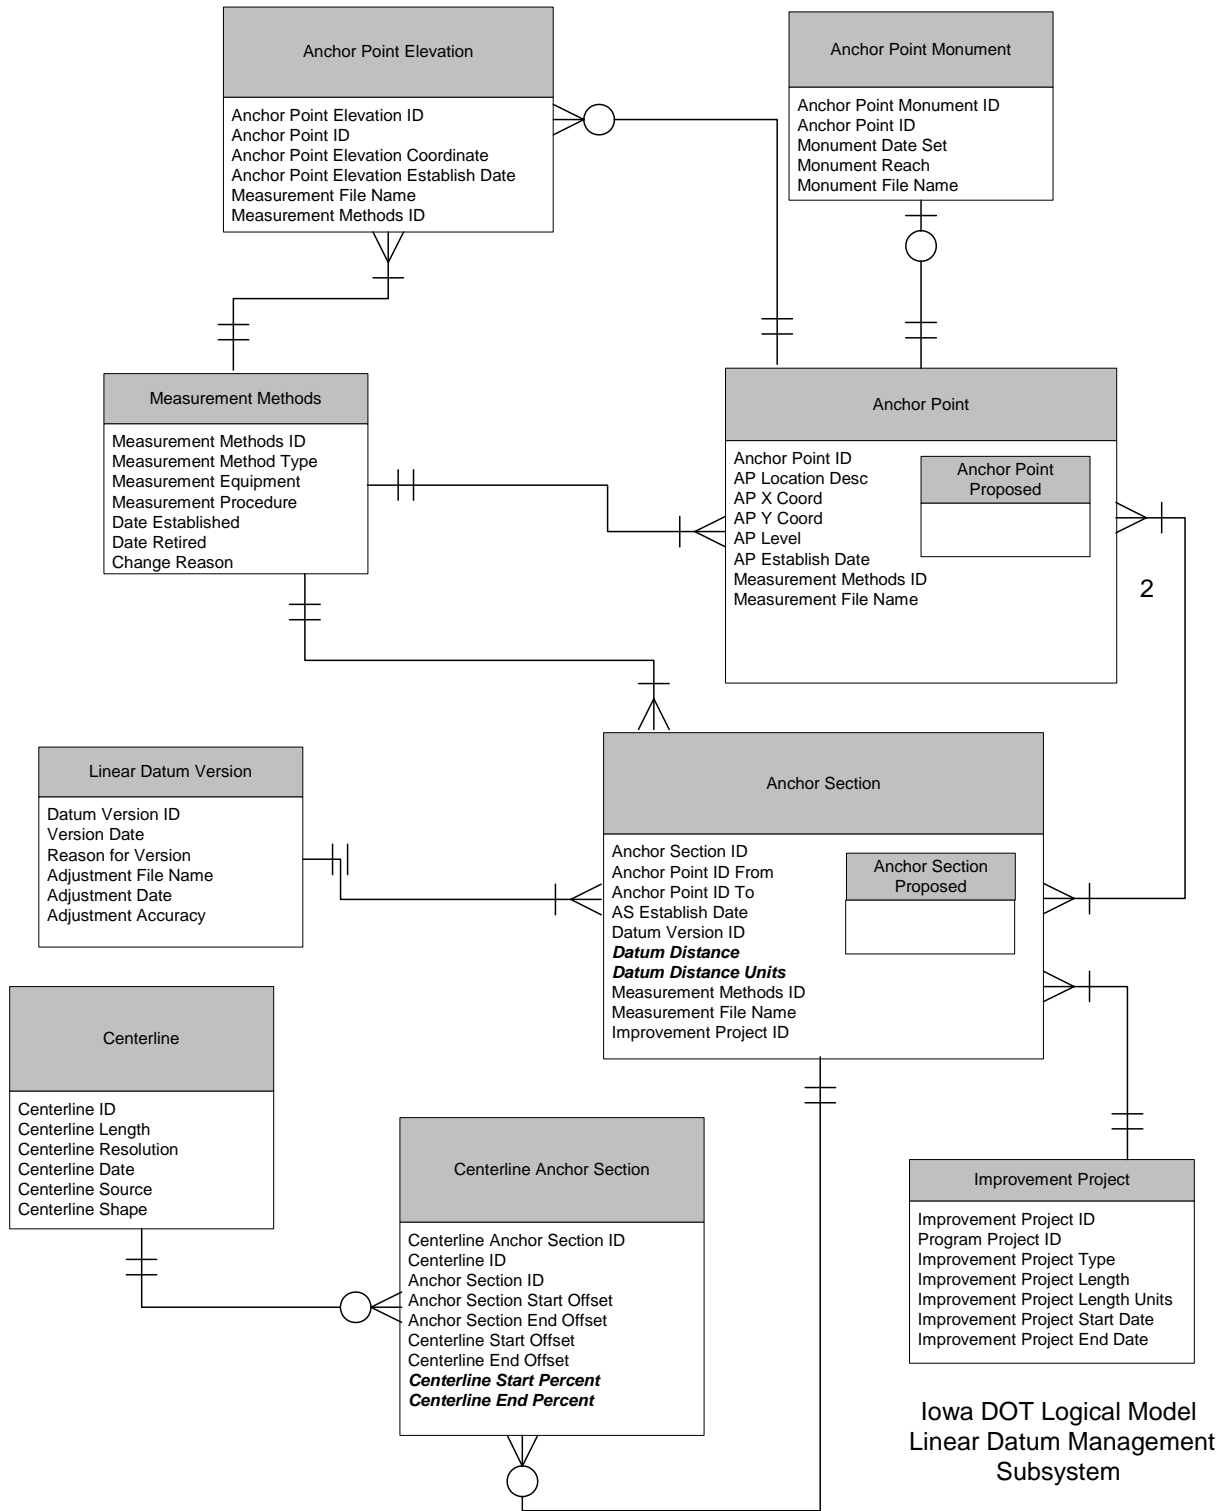 Anchor Point Elevation
Anchor Point Elevation ID
Anchor Point ID
Anchor Point Elevation Coordinate
Anchor Point Elevation Establish Date
Measurement File Name
Measurement Methods ID
Anchor Point Monument
Anchor Point Monument ID
Anchor Point ID
Monument Date Set
Monument Reach
Monument File Name
Measurement Methods
Measurement Methods ID
Measurement Method Type
Measurement Equipment
Measurement Procedure
Date Established
Date Retired
Change Reason
Anchor Point
Anchor Point ID
AP Location Desc
AP X Coord
AP Y Coord
AP Level
AP Establish Date
Measurement Methods ID
Measurement File Name
Anchor Point
Proposed
2
Linear Datum Version
Datum Version ID
Version Date
Reason for Version
Adjustment File Name
Adjustment Date
Adjustment Accuracy
Anchor Section
Anchor Section ID
Anchor Point ID From
Anchor Point ID To
AS Establish Date
Datum Version ID
Datum Distance
Datum Distance Units
Measurement Methods ID
Measurement File Name
Improvement Project ID
Anchor Section
Proposed
Centerline
Centerline ID
Centerline Length
Centerline Resolution
Centerline Date
Centerline Source
Centerline Shape
Centerline Anchor Section
Centerline Anchor Section ID
Centerline ID
Anchor Section ID
Anchor Section Start Offset
Anchor Section End Offset
Centerline Start Offset
Centerline End Offset
Centerline Start Percent
Centerline End Percent
Improvement Project
Improvement Project ID
Program Project ID
Improvement Project Type
Improvement Project Length
Improvement Project Length Units
Improvement Project Start Date
Improvement Project End Date
Iowa DOT Logical Model
Linear Datum Management
Subsystem